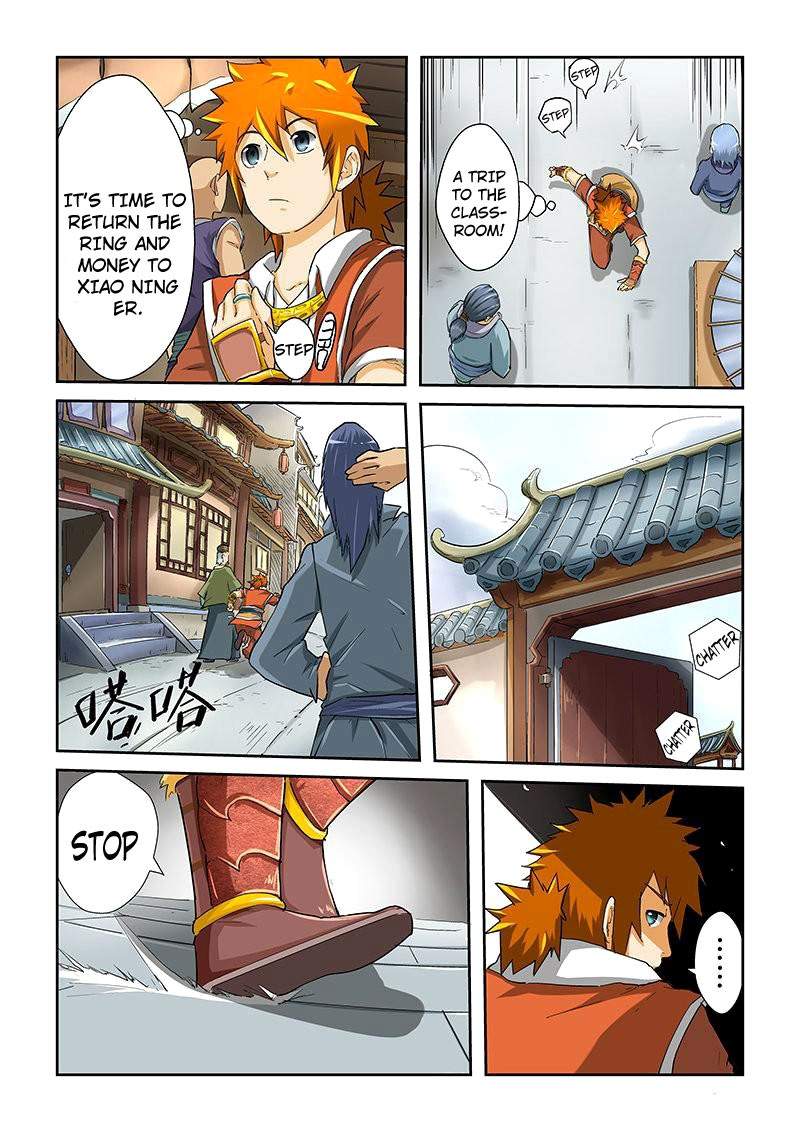 IT'S TIME TO
RETURN THE
RING AND
MONEY TO
XIAO NING
ER.
STEP
STEP
STEP
A TRIP
TO THE
CLASS-
ROOM!
嗒嗒
CHATTER
CHATTER
STOP
......